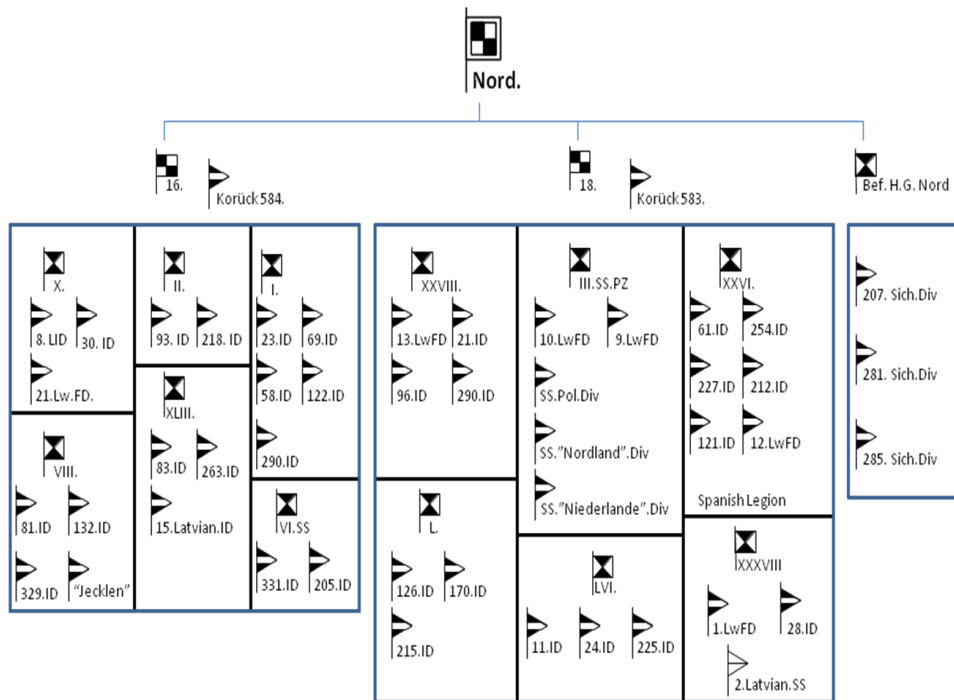 Nord.
16.
Korück 584.
18.
Korück 583.
Bef. H.G. Nord
X.
8. LID
30. ID
21.Lw.FD.
II.
93. ID
218. ID
I.
23.ID
69.ID
58.ID
122.ID
290.ID
XLIII.
83.ID
263.ID
15.Latvian.ID
VIII.
81.ID
132.ID
329.ID
"Jecklen"
VI.SS
331.ID
205.ID
XXVIII.
13.LwFD
21.ID
96.ID
290.ID
III.SS.PZ
10.LwFD
9.LwFD
SS.Pol.Div
SS."Nordland".Div
SS."Niederlande".Div
XXVI.
61.ID
254.ID
227.ID
212.ID
121.ID
12.LwFD
Spanish Legion
L.
126.ID
170.ID
215.ID
LVI.
11.ID
24.ID
225.ID
XXXVIII
1.LwFD
28.ID
2.Latvian.SS
207. Sich.Div
281. Sich.Div
285. Sich.Div